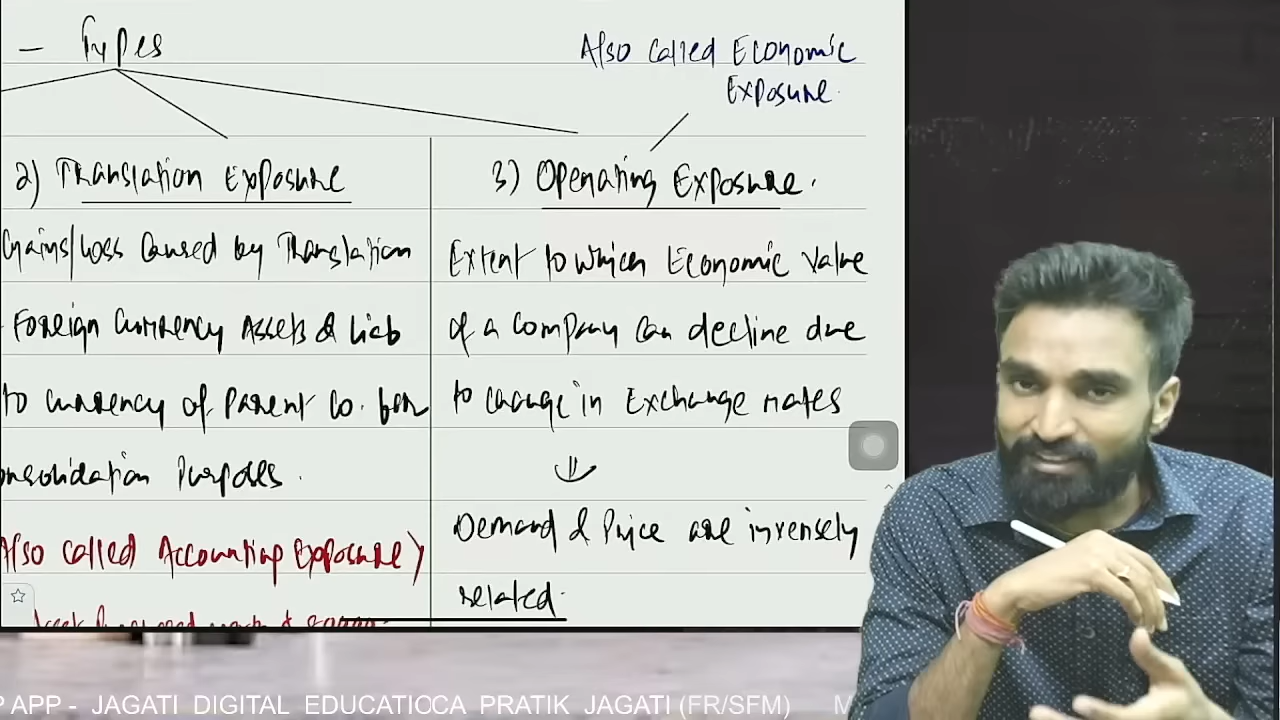 — Types
Also called Economic
Exposure.
2) Translation Exposure
Gains/Loss Caused by Translation
Foreign Currency Assets & Liab
to currency of Parent Co. for
onsolidation Purposes.
Also called Accounting Exposure)
3) Operating Exposure.
Extent to which Economic value
of a company can decline due
to change in Exchange rates
⇓
Demand & Price are inversely
related.
P APP - JAGATI DIGITAL EDUCATIOCA PRATIK JAGATI (FR/SFM) M